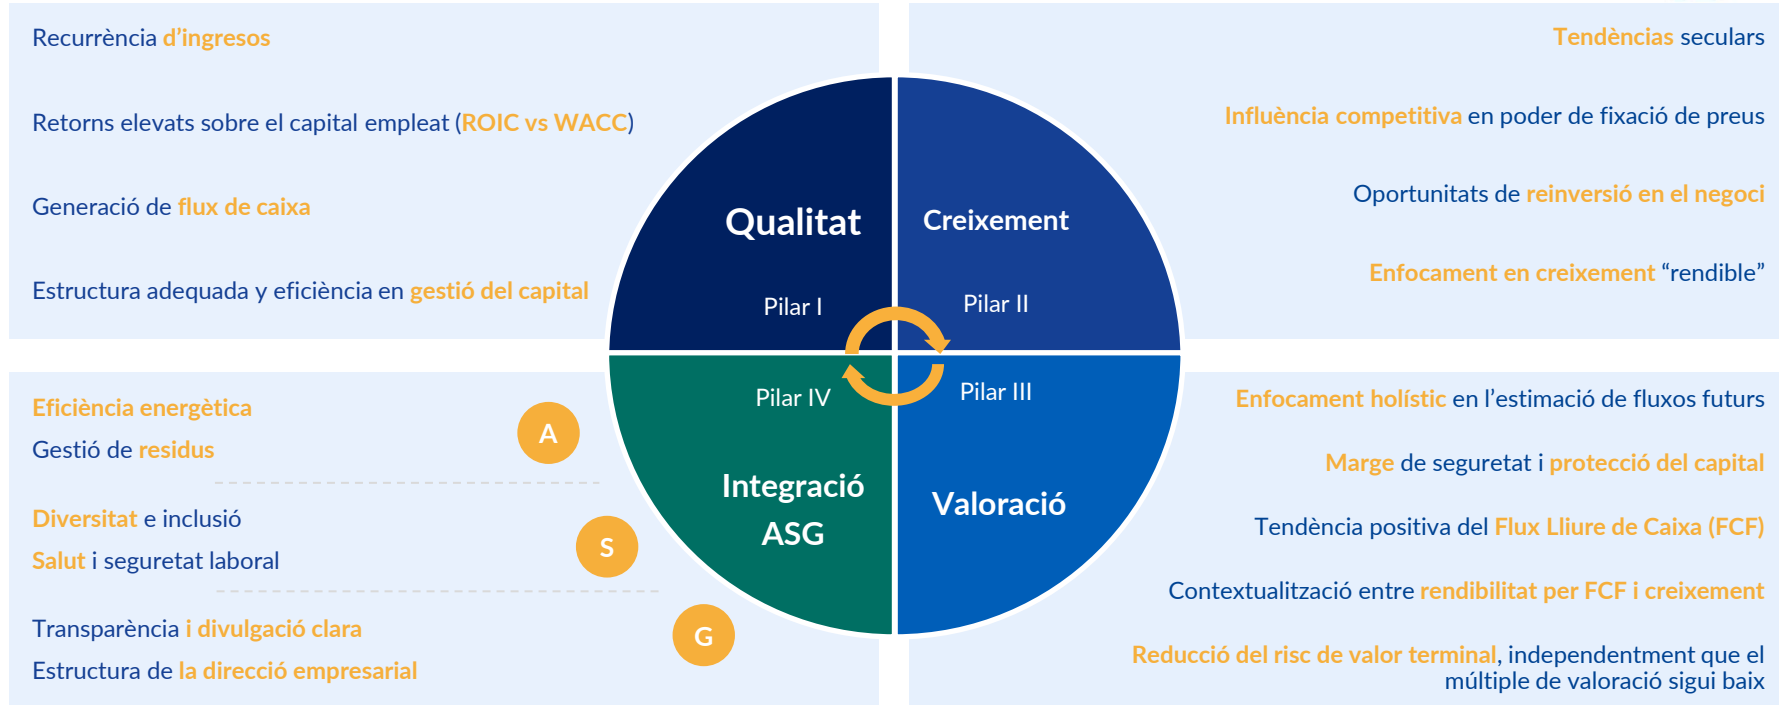 Recurrència d’ingresos
Retorns elevats sobre el capital empleat (ROIC vs WACC)
Generació de flux de caixa
Estructura adequada y eficiència en gestió del capital
Qualitat
Pilar I
Creixement
Pilar II
Tendèncias seculars
Influència competitiva en poder de fixació de preus
Oportunitats de reinversió en el negoci
Enfocament en creixement “rendible”
Eficiència energètica
Gestió de residus
A
Diversitat e inclusió
Salut i seguretat laboral
S
Transparència i divulgació clara
Estructura de la direcció empresarial
G
Pilar IV
Integració
ASG
Pilar III
Valoració
Enfocament holístic en l’estimació de fluxos futurs
Marge de seguretat i protecció del capital
Tendència positiva del Flux Lliure de Caixa (FCF)
Contextualització entre rendibilitat per FCF i creixement
Reducció del risc de valor terminal, independentment que el
múltiple de valoració sigui baix